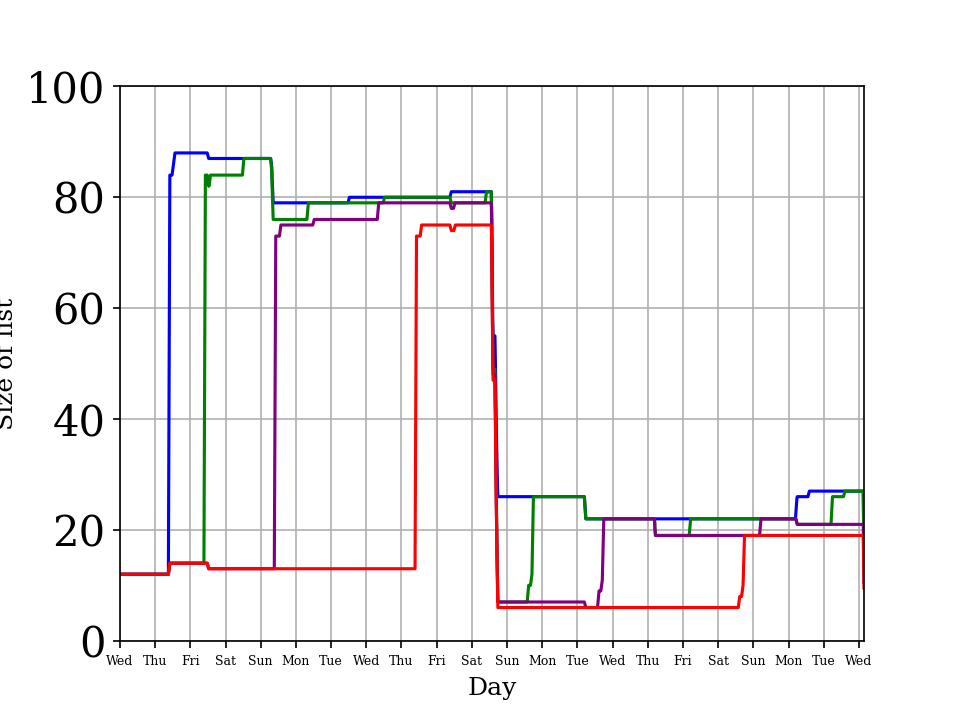 100
80
60
40
20
0
Size of list
Wed Thu Fri Sat Sun Mon Tue Wed Thu Fri Sat Sun Mon Tue Wed Thu Fri Sat Sun Mon Tue Wed
Day